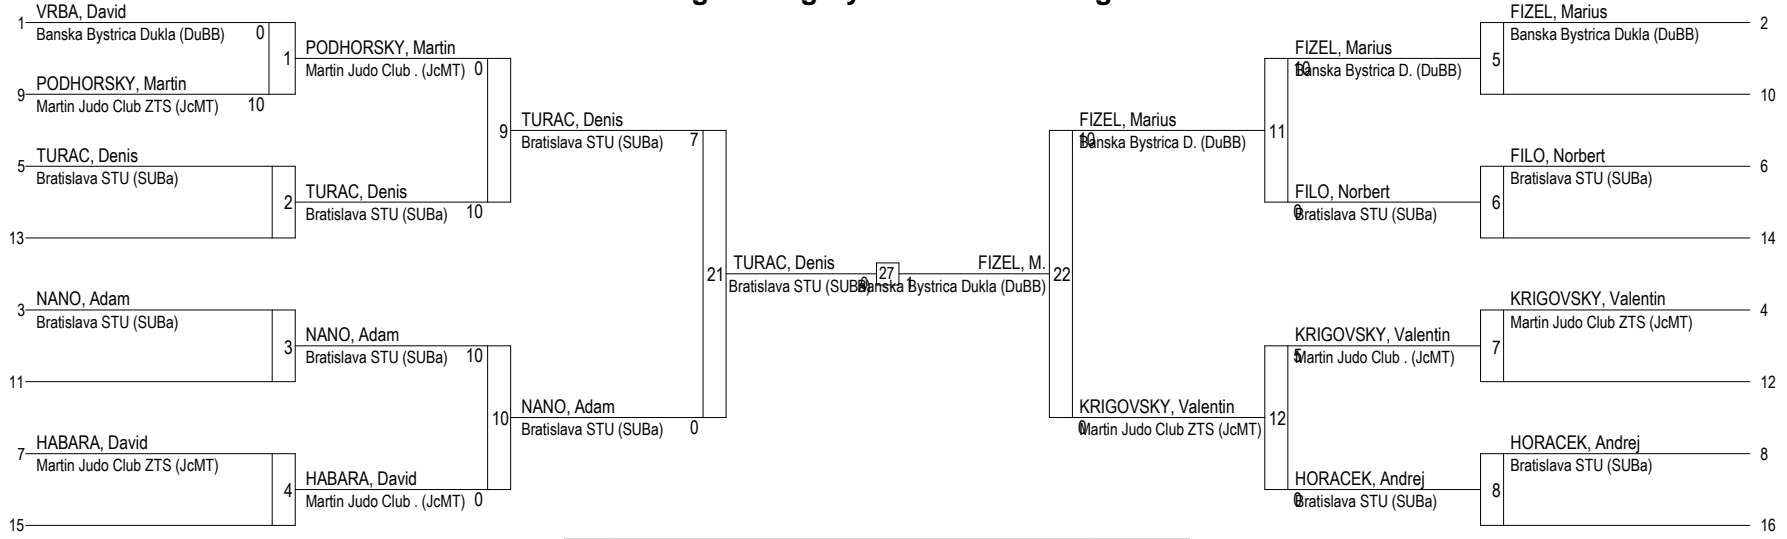 1
VRBA, David
Banska Bystrica Dukla (DuBB)
0
9
PODHORSKY, Martin
Martin Judo Club ZTS (JcMT)
10
1
5
TURAC, Denis
Bratislava STU (SUBa)
13
2
3
NANO, Adam
Bratislava STU (SUBa)
11
3
7
HABARA, David
Martin Judo Club ZTS (JcMT)
15
4
PODHORSKY, Martin
Martin Judo Club . (JcMT)
0
TURAC, Denis
Bratislava STU (SUBa)
10
9
NANO, Adam
Bratislava STU (SUBa)
10
HABARA, David
Martin Judo Club . (JcMT)
0
10
TURAC, Denis
Bratislava STU (SUBa)
7
NANO, Adam
Bratislava STU (SUBa)
0
21
TURAC, Denis
Bratislava STU (SUBa)
0
27
FIZEL, M.
Banska Bystrica Dukla (DuBB)
1
22
FIZEL, Marius
Banska Bystrica D. (DuBB)
10
KRIGOVSKY, Valentin
Martin Judo Club ZTS (JcMT)
0
11
FIZEL, Marius
Banska Bystrica D. (DuBB)
10
FILO, Norbert
Bratislava STU (SUBa)
0
12
KRIGOVSKY, Valentin
Martin Judo Club . (JcMT)
5
HORACEK, Andrej
Bratislava STU (SUBa)
0
5
FIZEL, Marius
Banska Bystrica Dukla (DuBB)
2
10
6
FILO, Norbert
Bratislava STU (SUBa)
6
14
7
KRIGOVSKY, Valentin
Martin Judo Club ZTS (JcMT)
4
12
8
HORACEK, Andrej
Bratislava STU (SUBa)
8
16